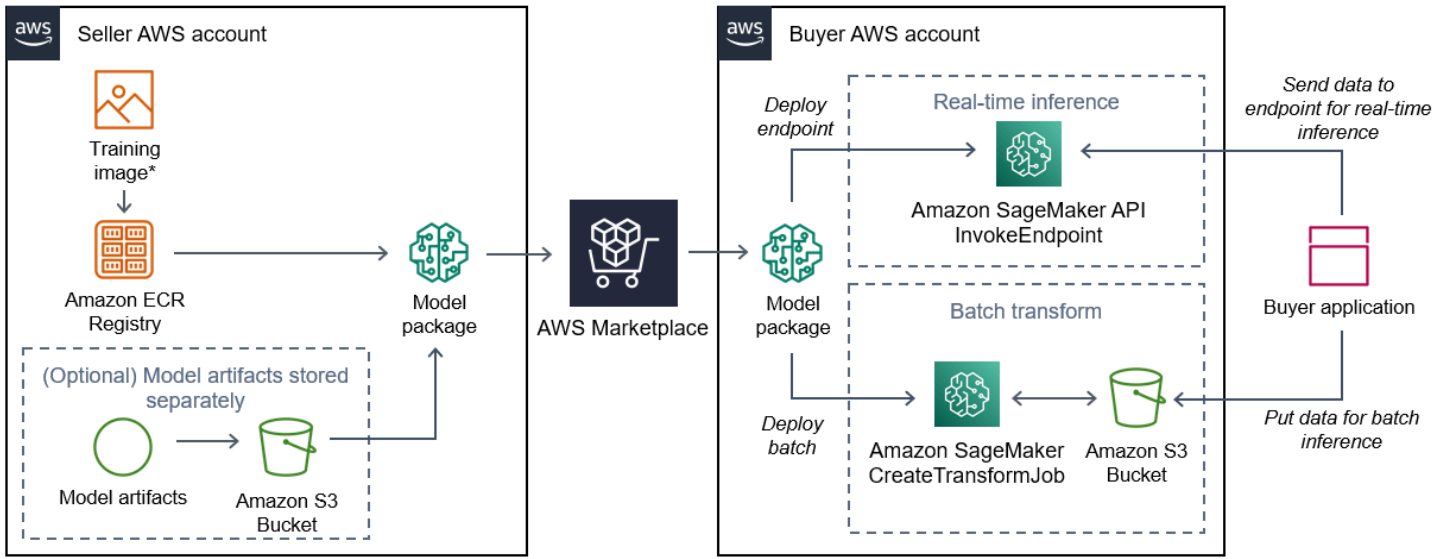 aws
Seller AWS account
Training
image*
Amazon ECR
Registry
Model
package
(Optional) Model artifacts stored
separately
Model artifacts
Amazon S3
Bucket
AWS Marketplace
aws
Buyer AWS account
Model
package
Deploy
endpoint
Real-time inference
Amazon SageMaker API
InvokeEndpoint
Deploy
batch
Batch transform
Amazon SageMaker
CreateTransformJob
Amazon S3
Bucket
Send data to
endpoint for real-time
inference
Buyer application
Put data for batch
inference